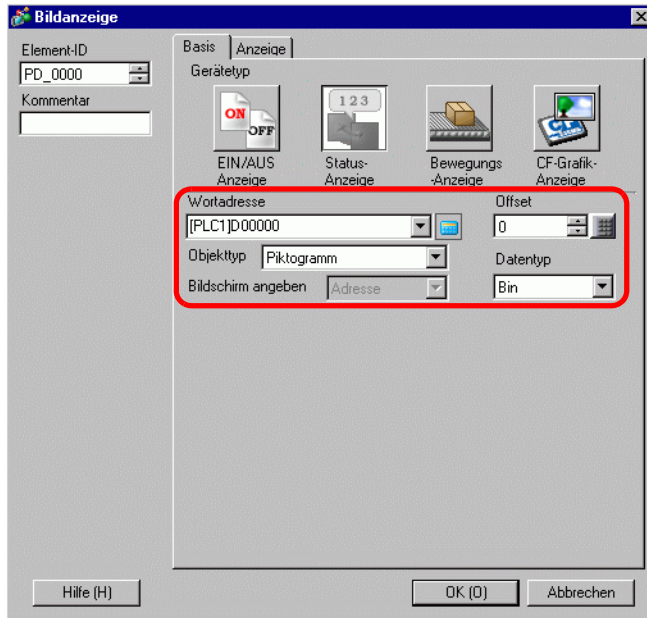 Bildanzeige
Element-ID
PD_0000
Kommentar
Basis
Anzeige
Gerätetyp
ON
OFF
123
CF
EIN/AUS Anzeige
Status-Anzeige
Bewegungs-Anzeige
CF-Grafik-Anzeige
Wortadresse
Offset
[PLC1]D00000
0
Objekttyp
Piktogramm
Datentyp
Bildschirm angeben
Adresse
Bin
Hilfe (H)
OK (O)
Abbrechen